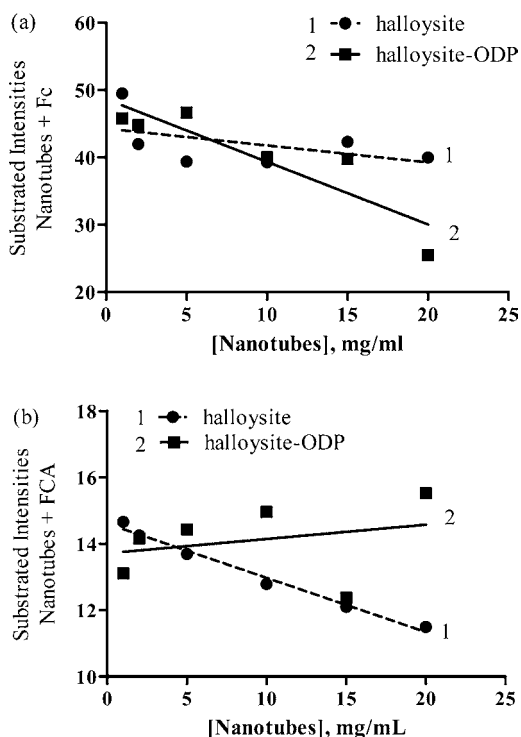 (a)
1 halloysite
2 halloysite-ODP
Substrated Intensities
Nanotubes + Fc
60
50
40
30
20
1
2
5
10
15
20
25
[Nanotubes], mg/ml
(b)
1 halloysite
2 halloysite-ODP
Substrated Intensities
Nanotubes + FCA
18
16
14
12
10
2
1
5
10
15
20
25
[Nanotubes], mg/mL